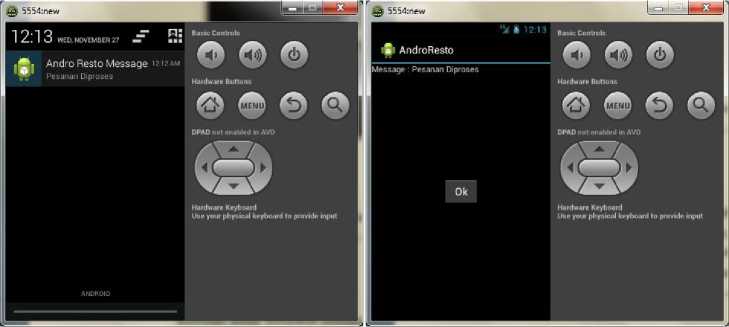 5554:new
12:13 WED, NOVEMBER 27
Andro Resto Message 12:12 AM
Pesanan Diproses
ANDROID
Basic Controls
Hardware Buttons
MENU
DPAD not enabled in AVD
Hardware Keyboard
Use your physical keyboard to provide input
5554:new
12:13
AndroResto
Message : Pesanan Diproses
Ok
Basic Controls
Hardware Buttons
MENU
DPAD not enabled in AVD
Hardware Keyboard
Use your physical keyboard to provide input